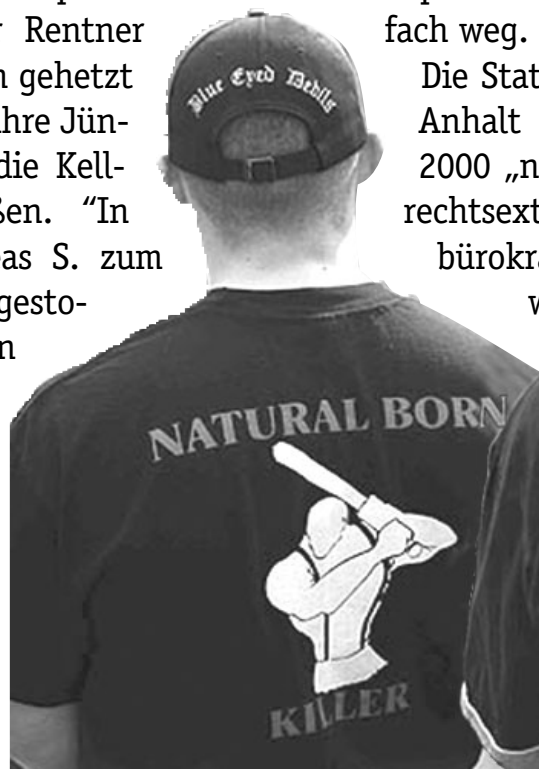 Rentner
gehetzt
ihre Jün-
die Kell-
ßen. “In
as S. zum
gesto-
fach weg.
Die Stat
Anhalt
2000 „n
rechtsext
bürokra
Blue Eyed Devils
NATURAL BORN
KILLER